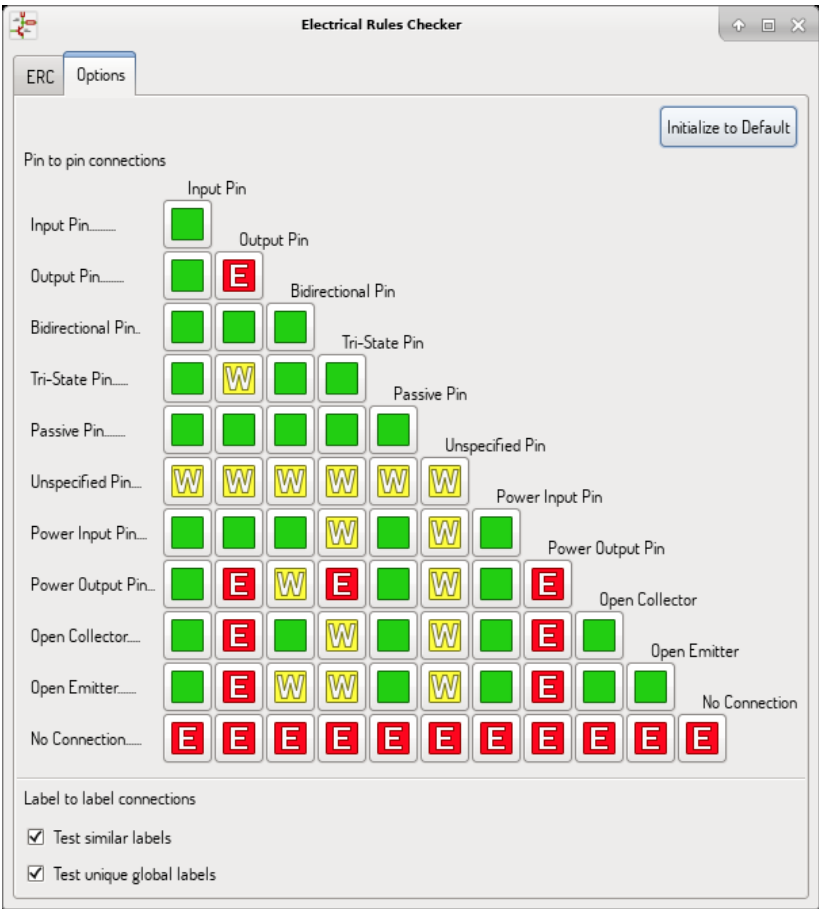 Electrical Rules Checker
ERC Options
Initialize to Default
Pin to pin connections
Input Pin
Input Pin.........
Output Pin
Output Pin........ E
Bidirectional Pin
Bidirectional Pin..
Tri-State Pin
Tri-State Pin...... W
Passive Pin
Passive Pin........
Unspecified Pin
Unspecified Pin.... W W W W W W
Power Input Pin
Power Input Pin.... W W
Power Output Pin
Power Output Pin... E W E W E
Open Collector
Open Collector..... E W W E
Open Emitter
Open Emitter....... E W W W E
No Connection
No Connection...... E E E E E E E E E E E
Label to label connections
Test similar labels
Test unique global labels